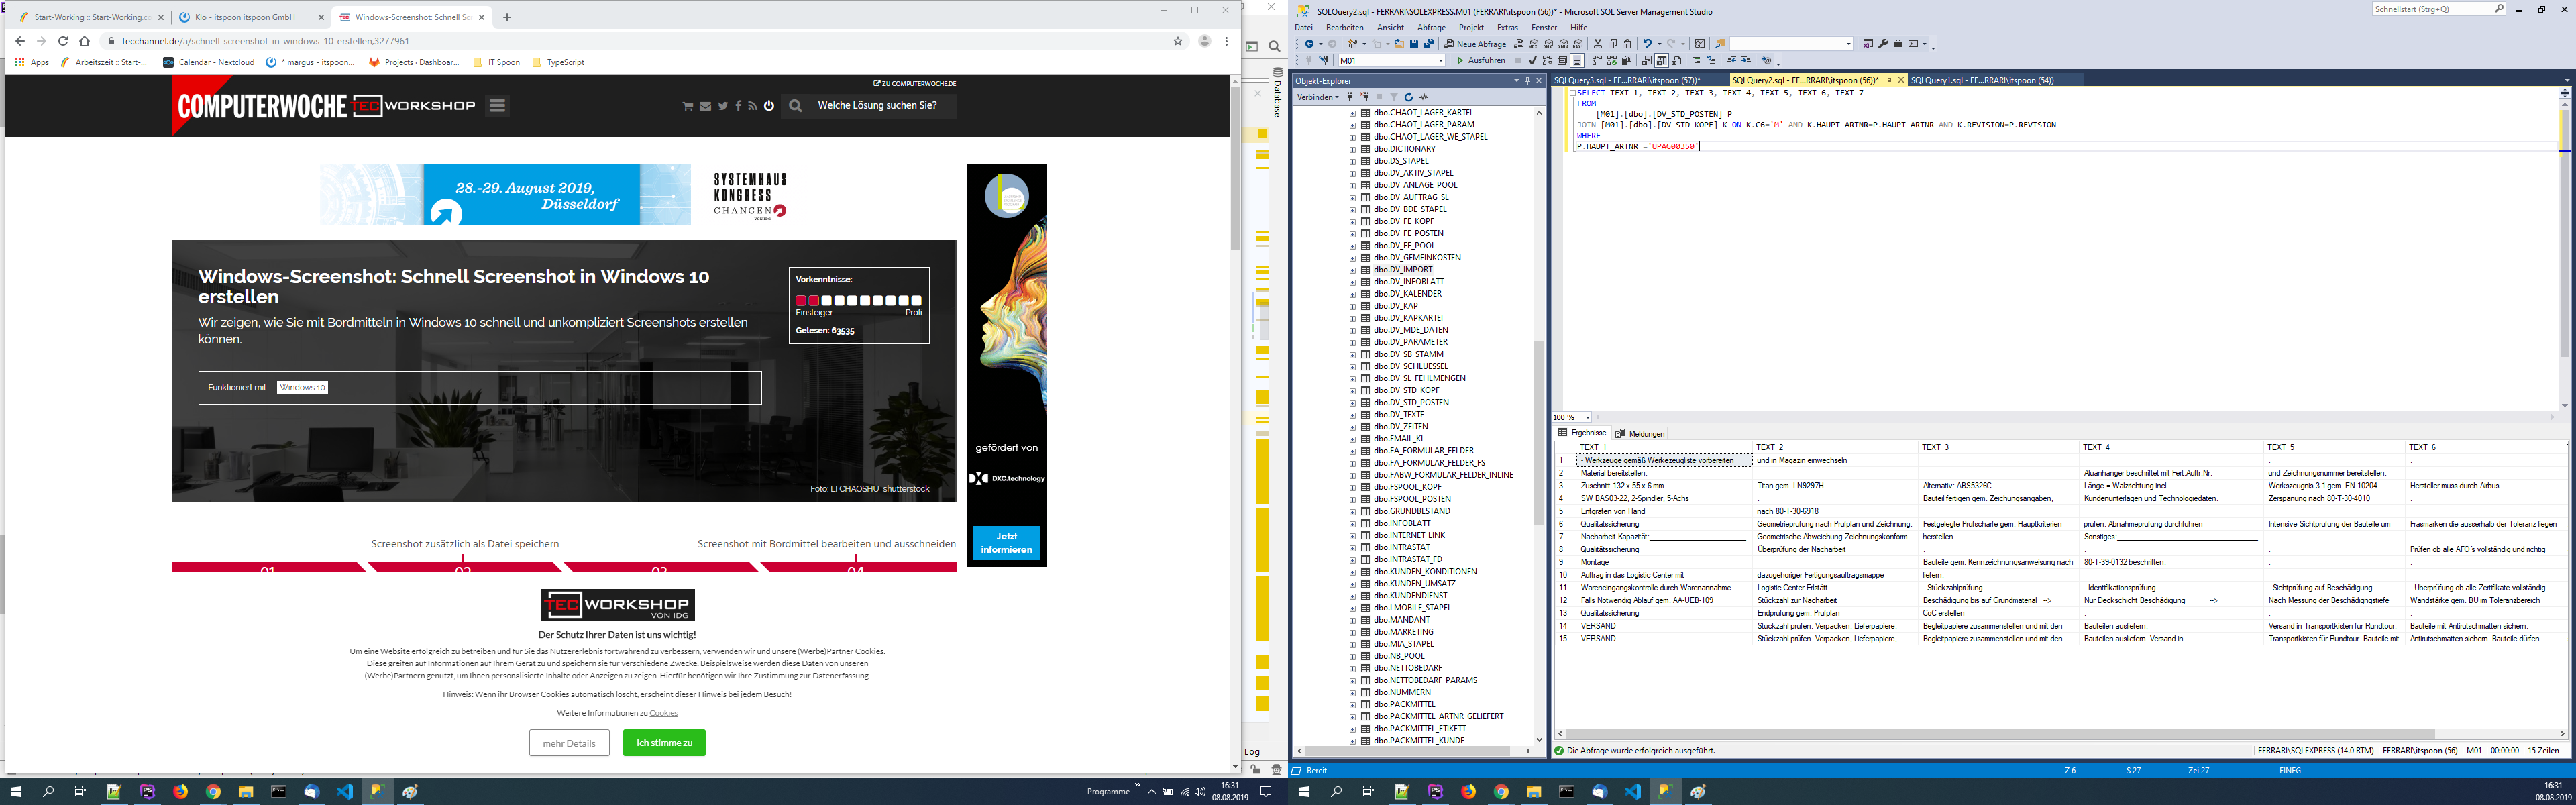 Start-Working :: Start-Working.co
Klo - itspoon itspoon GmbH
Windows-Screenshot: Schnell Scr
tecchannel.de/a/schnell-screenshot-in-windows-10-erstellen,3277961
Apps
Arbeitszeit :: Start-...
Calendar - Nextcloud
* margus - itspoon...
Projects · Dashboar...
IT Spoon
TypeScript
ZU COMPUTERWOCHE.DE
COMPUTERWOCHE TEC WORKSHOP
Welche Lösung suchen Sie?
28.-29. August 2019,
Düsseldorf
SYSTEMHAUS
KONGRESS
CHANCEN
Windows-Screenshot: Schnell Screenshot in Windows 10
erstellen
Wir zeigen, wie Sie mit Bordmitteln in Windows 10 schnell und unkompliziert Screenshots erstellen
können.
Vorkenntnisse:
Einsteiger Profi
Gelesen: 63535
Funktioniert mit: Windows 10
Foto: LI CHAOSHU_shutterstock
gefördert von
DXC.technology
Jetzt
informieren
Screenshot zusätzlich als Datei speichern
Screenshot mit Bordmittel bearbeiten und ausschneiden
01 02 03 04
TEC WORKSHOP
VON IDG
Der Schutz Ihrer Daten ist uns wichtig!
Um eine Website erfolgreich zu betreiben und für Sie das Nutzererlebnis fortwährend zu verbessern, verwenden wir und unsere (Werbe)Partner Cookies.
Diese greifen auf Informationen auf Ihrem Gerät zu und speichern sie für verschiedene Zwecke. Beispielsweise werden diese Daten von unseren
(Werbe)Partnern genutzt, um Ihnen personalisierte Inhalte oder Anzeigen zu zeigen. Hierfür benötigen wir Ihre Zustimmung zur Datenerfassung.
Hinweis: Wenn ihr Browser Cookies automatisch löscht, erscheint dieser Hinweis bei jedem Besuch!
Weitere Informationen zu Cookies
mehr Details
Ich stimme zu
Database
Log
Programme
16:31
08.08.2019
SQLQuery2.sql - FERRARI\SQLEXPRESS.M01 (FERRARI\itspoon (56))* - Microsoft SQL Server Management Studio
Schnellstart (Strg+Q)
Datei Bearbeiten Ansicht Abfrage Projekt Extras Fenster Hilfe
Neue Abfrage
M01
Ausführen
Objekt-Explorer
Verbinden
dbo.CHAOT_LAGER_KARTEI
dbo.CHAOT_LAGER_PARAM
dbo.CHAOT_LAGER_WE_STAPEL
dbo.DICTIONARY
dbo.DS_STAPEL
dbo.DV_AKTIV_STAPEL
dbo.DV_ANLAGE_POOL
dbo.DV_AUFTRAG_SL
dbo.DV_BDE_STAPEL
dbo.DV_FE_KOPF
dbo.DV_FE_POSTEN
dbo.DV_FF_POOL
dbo.DV_GEMEINKOSTEN
dbo.DV_IMPORT
dbo.DV_INFOBLATT
dbo.DV_KALENDER
dbo.DV_KAP
dbo.DV_KAPKARTEI
dbo.DV_MDE_DATEN
dbo.DV_PARAMETER
dbo.DV_SB_STAMM
dbo.DV_SCHLUESSEL
dbo.DV_SL_FEHLMENGEN
dbo.DV_STD_KOPF
dbo.DV_STD_POSTEN
dbo.DV_TEXTE
dbo.DV_ZEITEN
dbo.EMAIL_KL
dbo.FA_FORMULAR_FELDER
dbo.FA_FORMULAR_FELDER_FS
dbo.FABW_FORMULAR_FELDER_INLINE
dbo.FSPOOL_KOPF
dbo.FSPOOL_POSTEN
dbo.GRUNDBESTAND
dbo.INFOBLATT
dbo.INTERNET_LINK
dbo.INTRASTAT
dbo.INTRASTAT_FD
dbo.KUNDEN_KONDITIONEN
dbo.KUNDEN_UMSATZ
dbo.KUNDENDIENST
dbo.LMOBILE_STAPEL
dbo.MANDANT
dbo.MARKETING
dbo.MIA_STAPEL
dbo.NB_POOL
dbo.NETTOBEDARF
dbo.NETTOBEDARF_PARAMS
dbo.NUMMERN
dbo.PACKMITTEL
dbo.PACKMITTEL_ARTNR_GELIEFERT
dbo.PACKMITTEL_ETIKETT
dbo.PACKMITTEL_KUNDE
SQLQuery3.sql - FE...RRARI\itspoon (57))*
SQLQuery2.sql - FE...RRARI\itspoon (56))*
SQLQuery1.sql - FE...RRARI\itspoon (54))
SELECT TEXT_1, TEXT_2, TEXT_3, TEXT_4, TEXT_5, TEXT_6, TEXT_7
FROM
[M01].[dbo].[DV_STD_POSTEN] P
JOIN [M01].[dbo].[DV_STD_KOPF] K ON K.C6='M' AND K.HAUPT_ARTNR=P.HAUPT_ARTNR AND K.REVISION=P.REVISION
WHERE
P.HAUPT_ARTNR ='UPAG00350'
100 %
Ergebnisse Meldungen
TEXT_1 TEXT_2 TEXT_3 TEXT_4 TEXT_5 TEXT_6
1 - Werkzeuge gemäß Werkezeugliste vorbereiten und in Magazin einwechseln . .
2 Material bereitstellen. Aluanhänger beschriftet mit Fert.Auftr.Nr. und Zeichnungsnummer bereitstellen.
3 Zuschnitt 132 x 55 x 6 mm Titan gem. LN9297H Alternativ: ABS5326C Länge = Walzrichtung incl. Werkszeugnis 3.1 gem. EN 10204 Hersteller muss durch Airbus
4 SW BAS03-22, 2-Spindler, 5-Achs . Bauteil fertigen gem. Zeichungsangaben, Kundenunterlagen und Technologiedaten. Zerspanung nach 80-T-30-4010 .
5 Entgraten von Hand nach 80-T-30-6918
6 Qualitätssicherung Geometrieprüfung nach Prüfplan und Zeichnung. Festgelegte Prüfschärfe gem. Hauptkriterien prüfen. Abnahmeprüfung durchführen Intensive Sichtprüfung der Bauteile um Fräsmarken die ausserhalb der Toleranz liegen
7 Nacharbeit Kapazität:____ Geometrische Abweichung Zeichnungskonform herstellen. Sonstiges:____
8 Qualitätssicherung Überprüfung der Nacharbeit . . . Prüfen ob alle AFO´s vollständig und richtig
9 Montage Bauteile gem. Kennzeichnungsanweisung nach 80-T-39-0132 beschriften. . .
10 Auftrag in das Logistic Center mit dazugehöriger Fertigungsauftragsmappe liefern.
11 Wareneingangskontrolle durch Warenannahme Logistic Center Erlstätt - Stückzahlprüfung - Identifikationsprüfung - Sichtprüfung auf Beschädigung - Überprüfung ob alle Zertifikate vollständig
12 Falls Notwendig Ablauf gem. AA-UEB-109 Stückzahl zur Nacharbeit____ Beschädigung bis auf Grundmaterial --> Nur Deckschicht Beschädigung --> Nach Messung der Beschädigngstiefe Wandstärke gem. BU im Toleranzbereich
13 Qualitätssicherung Endprüfung gem. Prüfplan CoC erstellen . . .
14 VERSAND Stückzahl prüfen. Verpacken, Lieferpapiere, Begleitpapiere zusammenstellen und mit den Bauteilen ausliefern. Versand in Transportkisten für Rundtour. Bauteile mit Antirutschmatten sichern.
15 VERSAND Stückzahl prüfen. Verpacken, Lieferpapiere, Begleitpapiere zusammenstellen und mit den Bauteilen ausliefern. Versand in Transportkisten für Rundtour. Bauteile mit Antirutschmatten sichern. Bauteile dürfen
Die Abfrage wurde erfolgreich ausgeführt.
FERRARI\SQLEXPRESS (14.0 RTM) FERRARI\itspoon (56) M01 00:00:00 15 Zeilen
Bereit Z 6 S 27 Zei 27 EINFG
16:31
08.08.2019